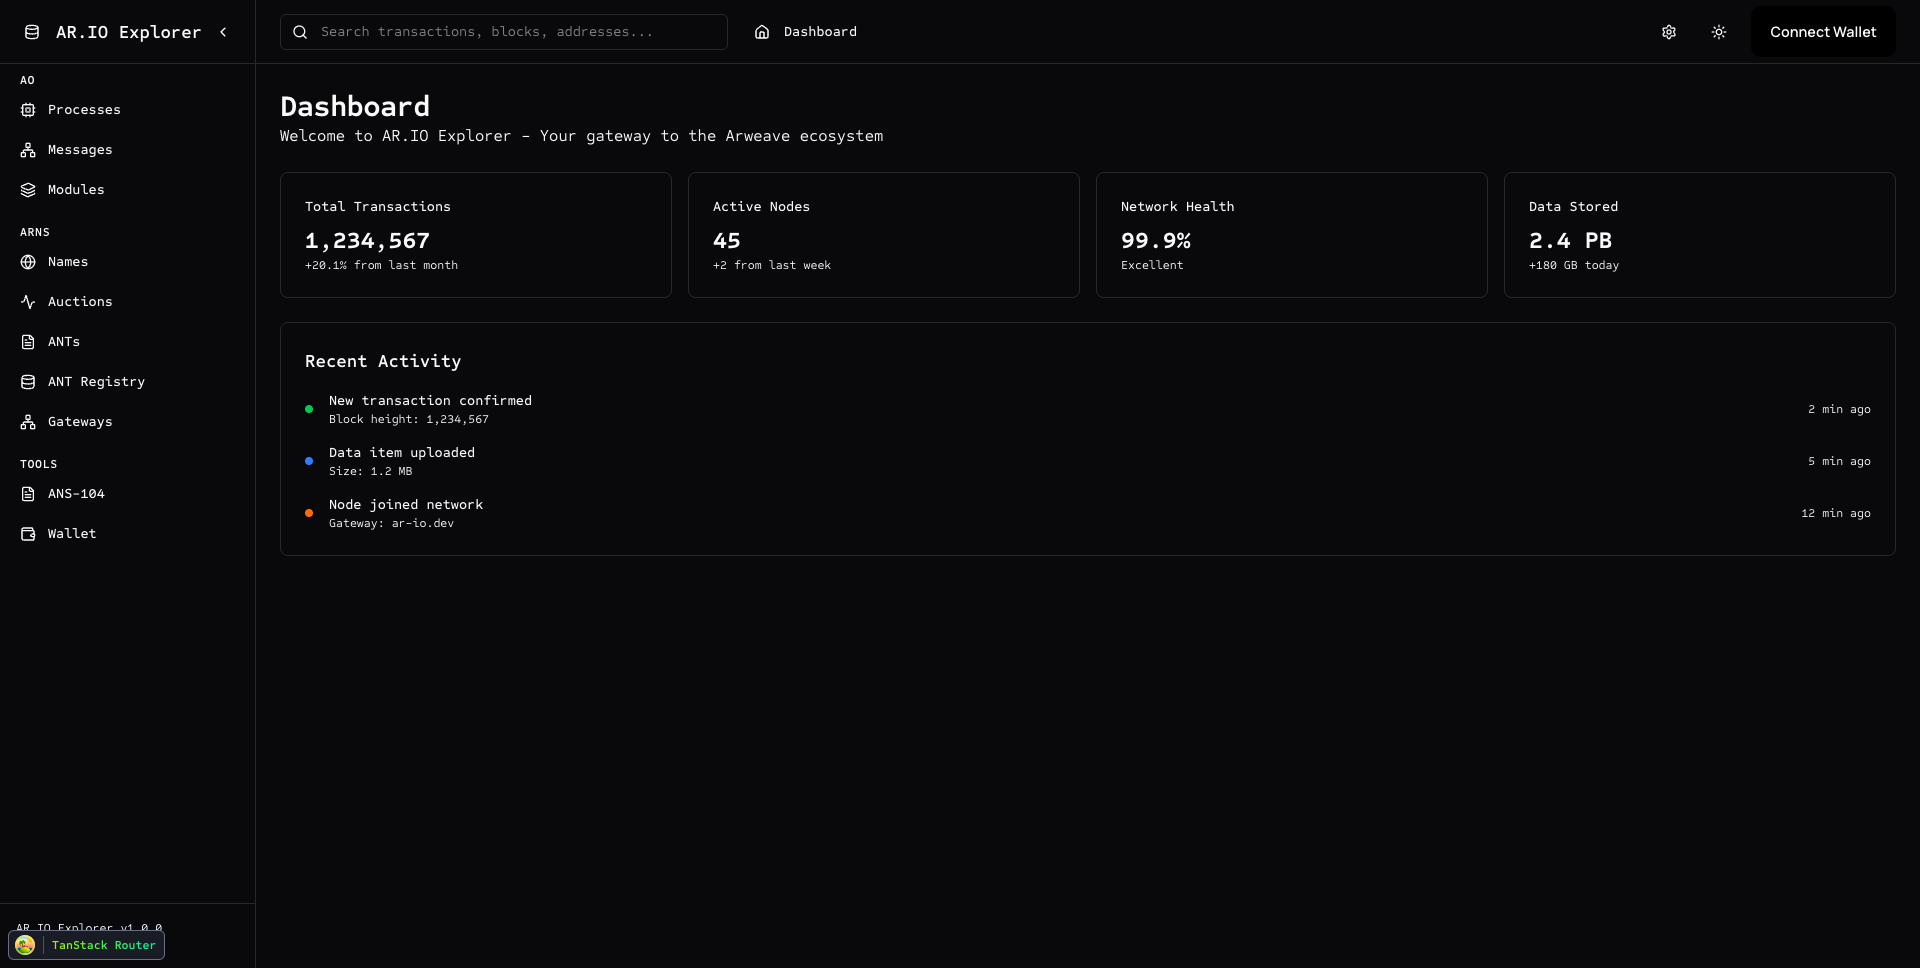 AR.IO Explorer
Search transactions, blocks, addresses...
Dashboard
Connect Wallet
AO
Processes
Messages
Modules
ARNS
Names
Auctions
ANTs
ANT Registry
Gateways
TOOLS
ANS-104
Wallet
AR.IO Explorer v1.0.0
TanStack Router
Dashboard
Welcome to AR.IO Explorer - Your gateway to the Arweave ecosystem
Total Transactions
1,234,567
+20.1% from last month
Active Nodes
45
+2 from last week
Network Health
99.9%
Excellent
Data Stored
2.4 PB
+180 GB today
Recent Activity
New transaction confirmed
Block height: 1,234,567
2 min ago
Data item uploaded
Size: 1.2 MB
5 min ago
Node joined network
Gateway: ar-io.dev
12 min ago